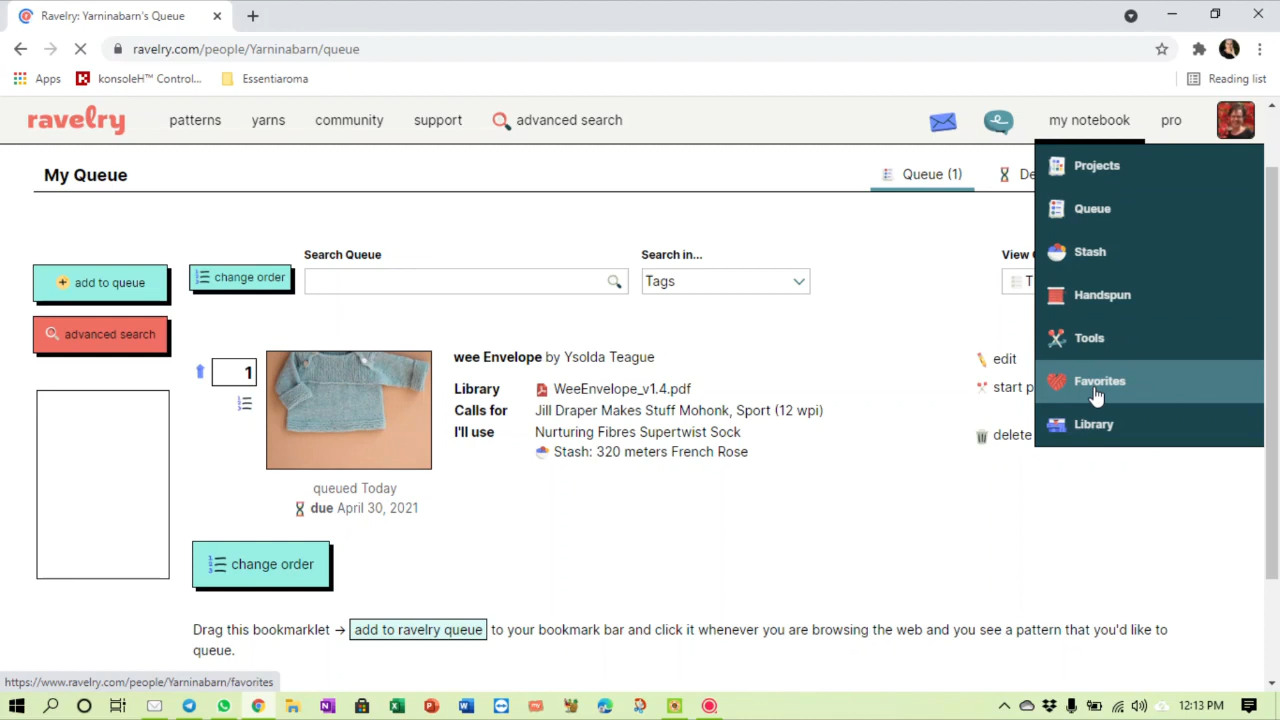 Ravelry: Yarninabarn's Queue
ravelry.com/people/Yarninabarn/queue
Apps
konsoleH™ Control...
Essentiaroma
Reading list
ravelry
patterns
yarns
community
support
advanced search
my notebook
pro
My Queue
Queue (1)
De
Projects
Queue
Stash
Handspun
Tools
Favorites
Library
add to queue
advanced search
change order
Search Queue
Search in...
Tags
View
T
1
wee Envelope by Ysolda Teague
Library WeeEnvelope_v1.4.pdf
Calls for Jill Draper Makes Stuff Mohonk, Sport (12 wpi)
I'll use Nurturing Fibres Supertwist Sock
Stash: 320 meters French Rose
edit
start p
delete
queued Today
due April 30, 2021
change order
Drag this bookmarklet → add to ravelry queue to your bookmark bar and click it whenever you are browsing the web and you see a pattern that you'd like to
queue.
https://www.ravelry.com/people/Yarninabarn/favorites
12:13 PM